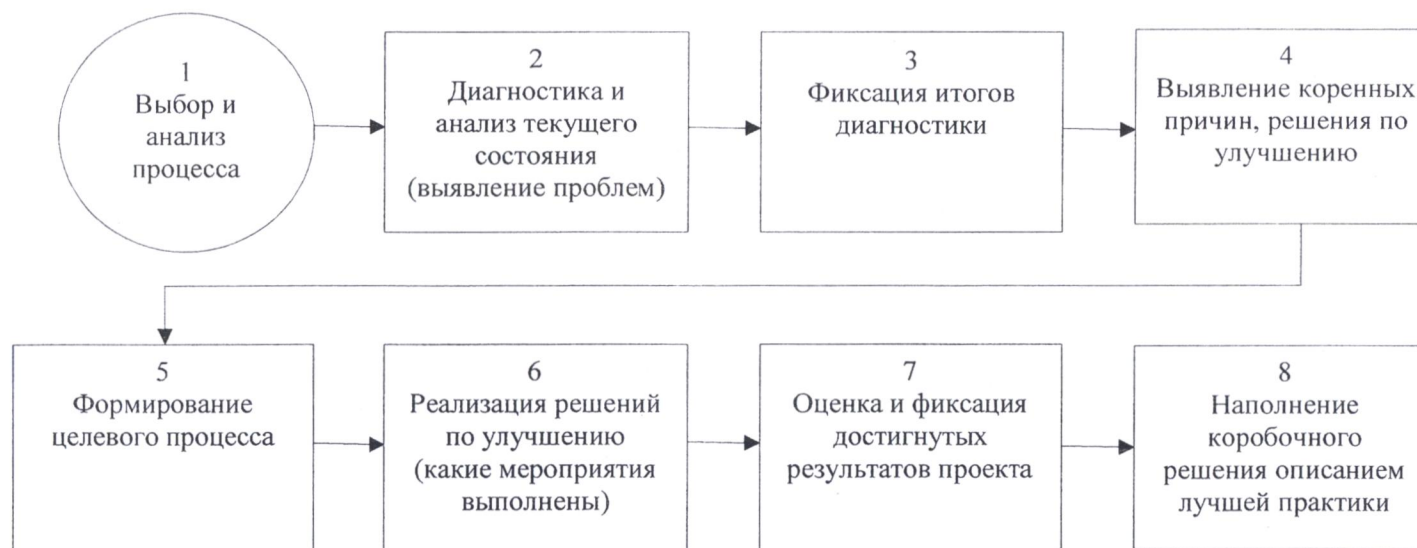 1
Выбор и
анализ
процесса
2
Диагностика и
анализ текущего
состояния
(выявление проблем)
3
Фиксация итогов
диагностики
4
Выявление коренных
причин, решения по
улучшению
5
Формирование
целевого процесса
6
Реализация решений
по улучшению
(какие мероприятия
выполнены)
7
Оценка и фиксация
достигнутых
результатов проекта
8
Наполнение
коробочного
решения описанием
лучшей практики